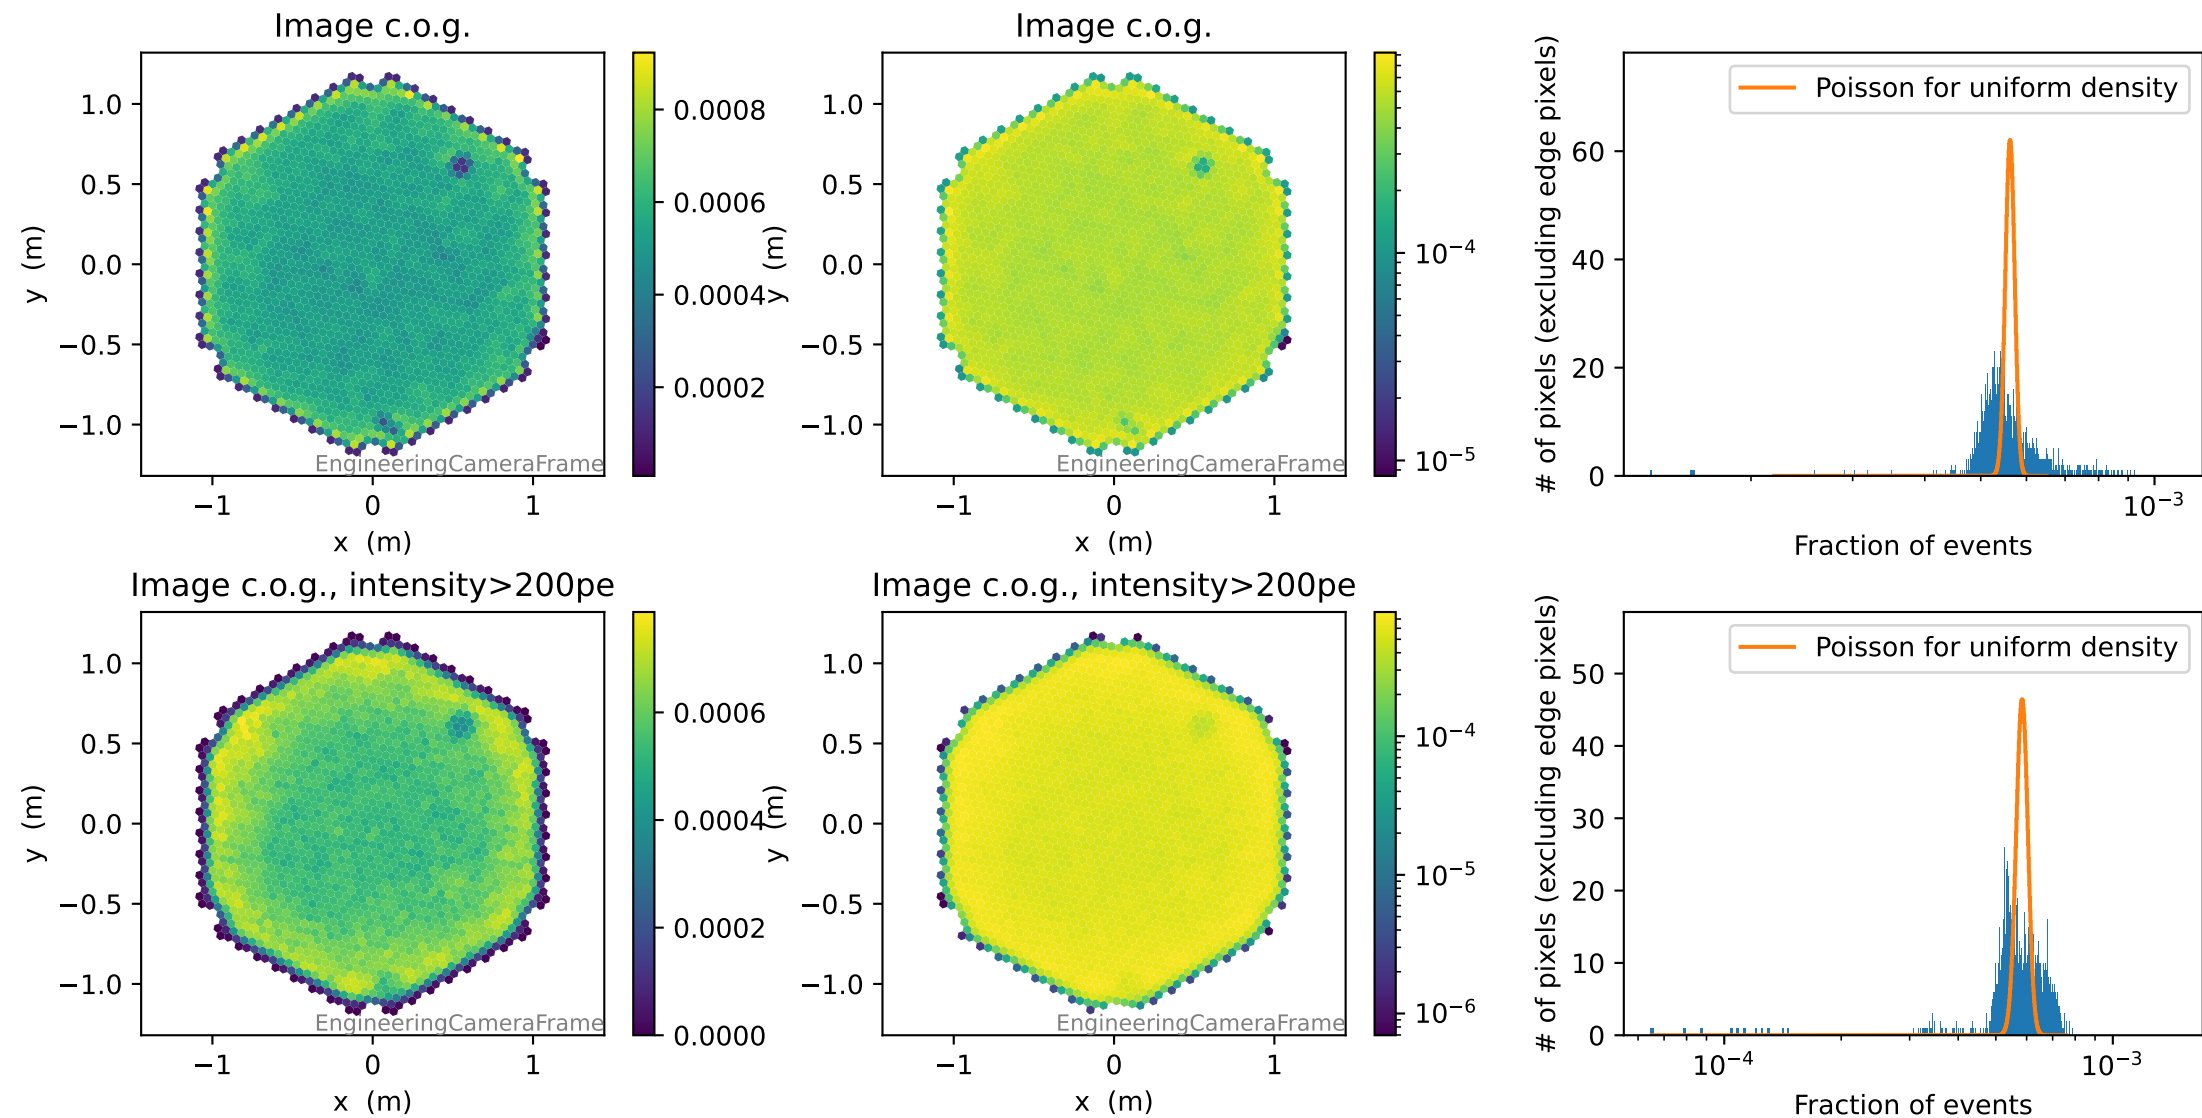 Image c.o.g.
1.0
0.5
0.0
−0.5
−1.0
y (m)
−1
0
1
x (m)
EngineeringCameraFrame
0.0008
0.0006
0.0004
0.0002
Image c.o.g.
1.0
0.5
0.0
−0.5
−1.0
y (m)
−1
0
1
x (m)
EngineeringCameraFrame
10⁻⁴
10⁻⁵
Poisson for uniform density
# of pixels (excluding edge pixels)
60
40
20
0
10⁻³
Fraction of events
Image c.o.g., intensity>200pe
1.0
0.5
0.0
−0.5
−1.0
y (m)
−1
0
1
x (m)
EngineeringCameraFrame
0.0006
0.0004
0.0002
0.0000
Image c.o.g., intensity>200pe
1.0
0.5
0.0
−0.5
−1.0
y (m)
−1
0
1
x (m)
EngineeringCameraFrame
10⁻⁴
10⁻⁵
10⁻⁶
Poisson for uniform density
# of pixels (excluding edge pixels)
50
40
30
20
10
0
10⁻⁴
10⁻³
Fraction of events